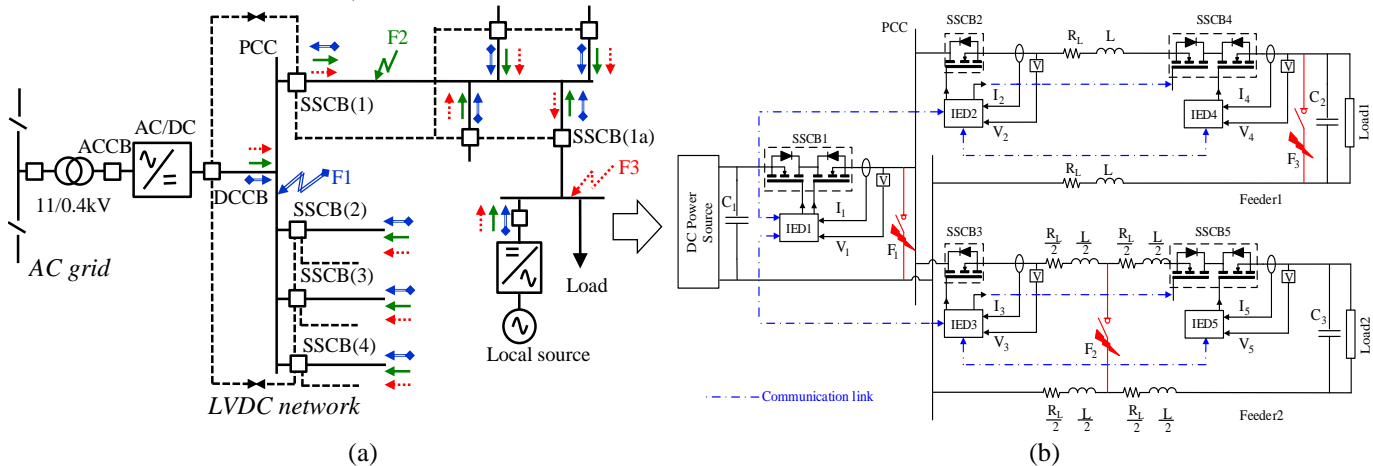 F2
PCC
SSCB(1)
SSCB(1a)
AC/DC
ACCB
11/0.4kV
DCCB
F1
F3
SSCB(2)
SSCB(3)
SSCB(4)
AC grid
Load
Local source
LVDC network
(a)
PCC
SSCB2
R_L
L
SSCB4
V
V
IED2
I_2
V_2
IED4
I_4
V_4
C_2
Load1
F_3
R_L
L
Feeder1
DC Power
Source
C_1
SSCB1
V
IED1
I_1
V_1
F_1
SSCB3
R_L/2
L/2
R_L/2
L/2
SSCB5
V
V
IED3
I_3
V_3
F_2
IED5
I_5
V_5
C_3
Load2
R_L/2
L/2
R_L/2
L/2
Feeder2
Communication link
(b)